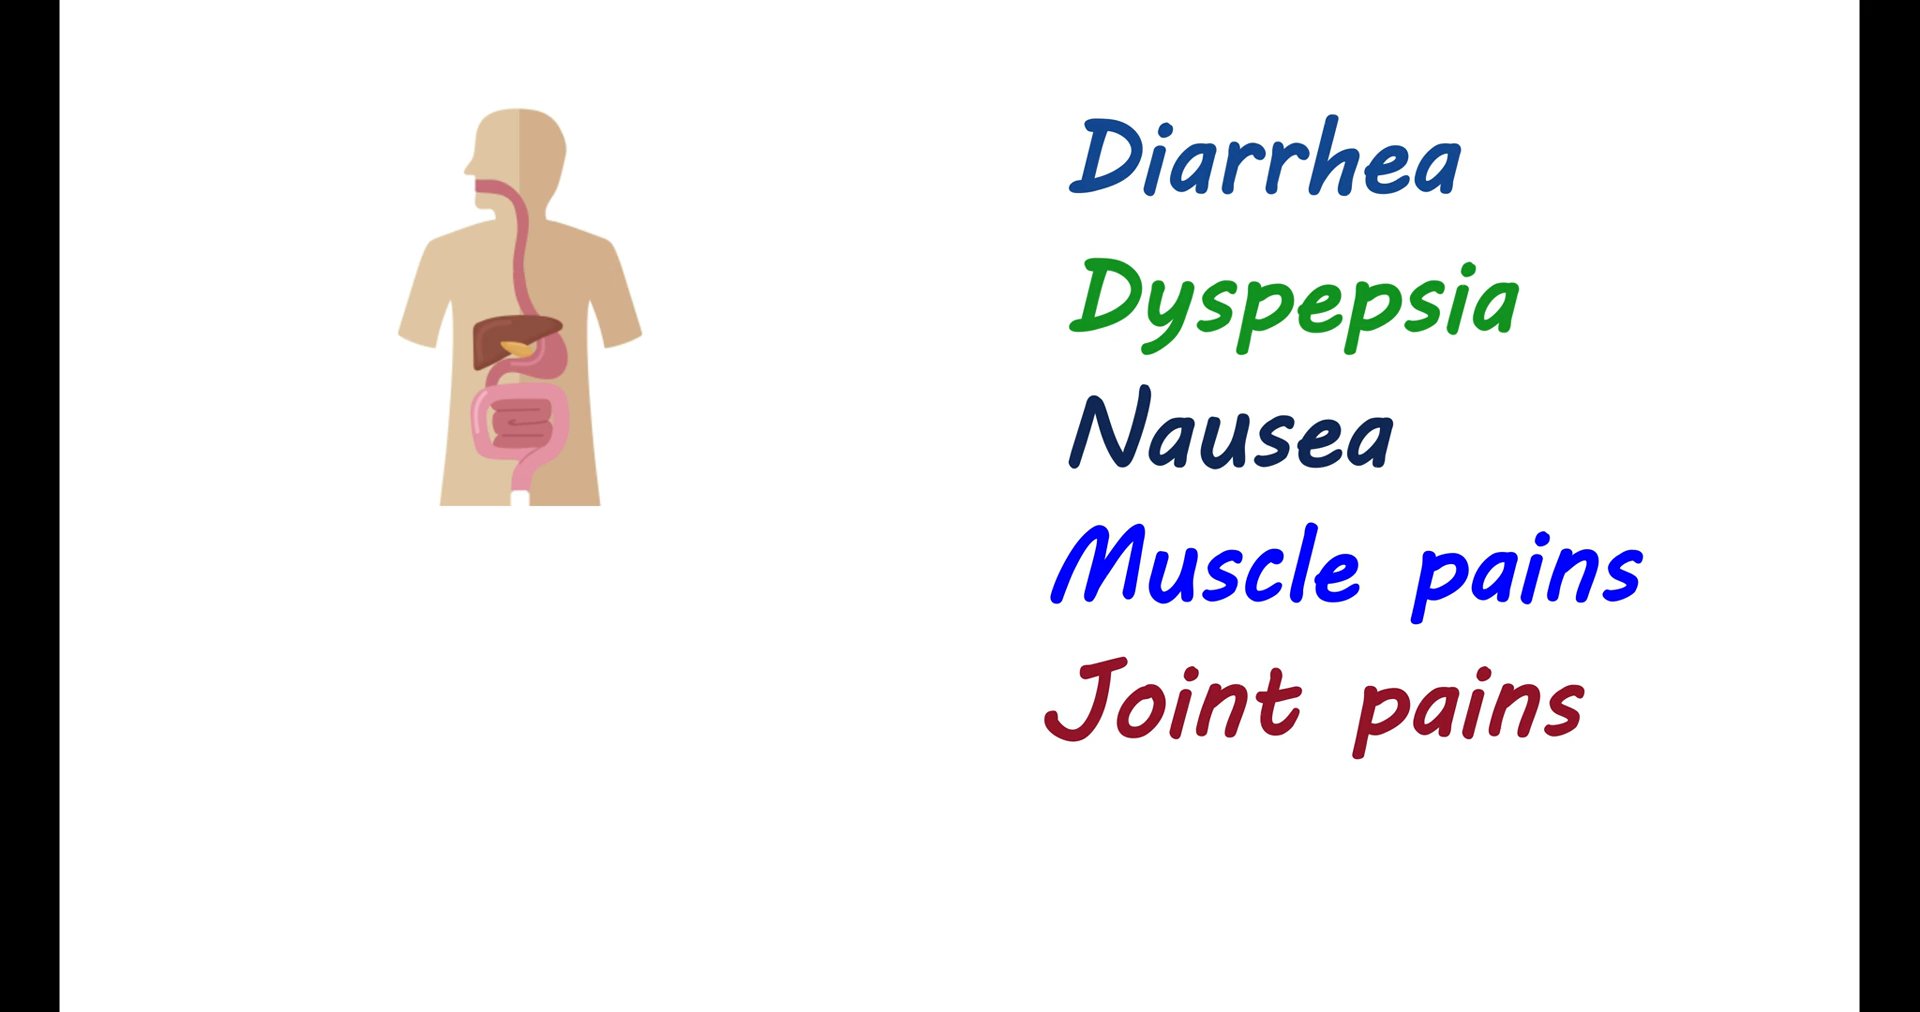 Diarrhea
Dyspepsia
Nausea
Muscle pains
Joint pains